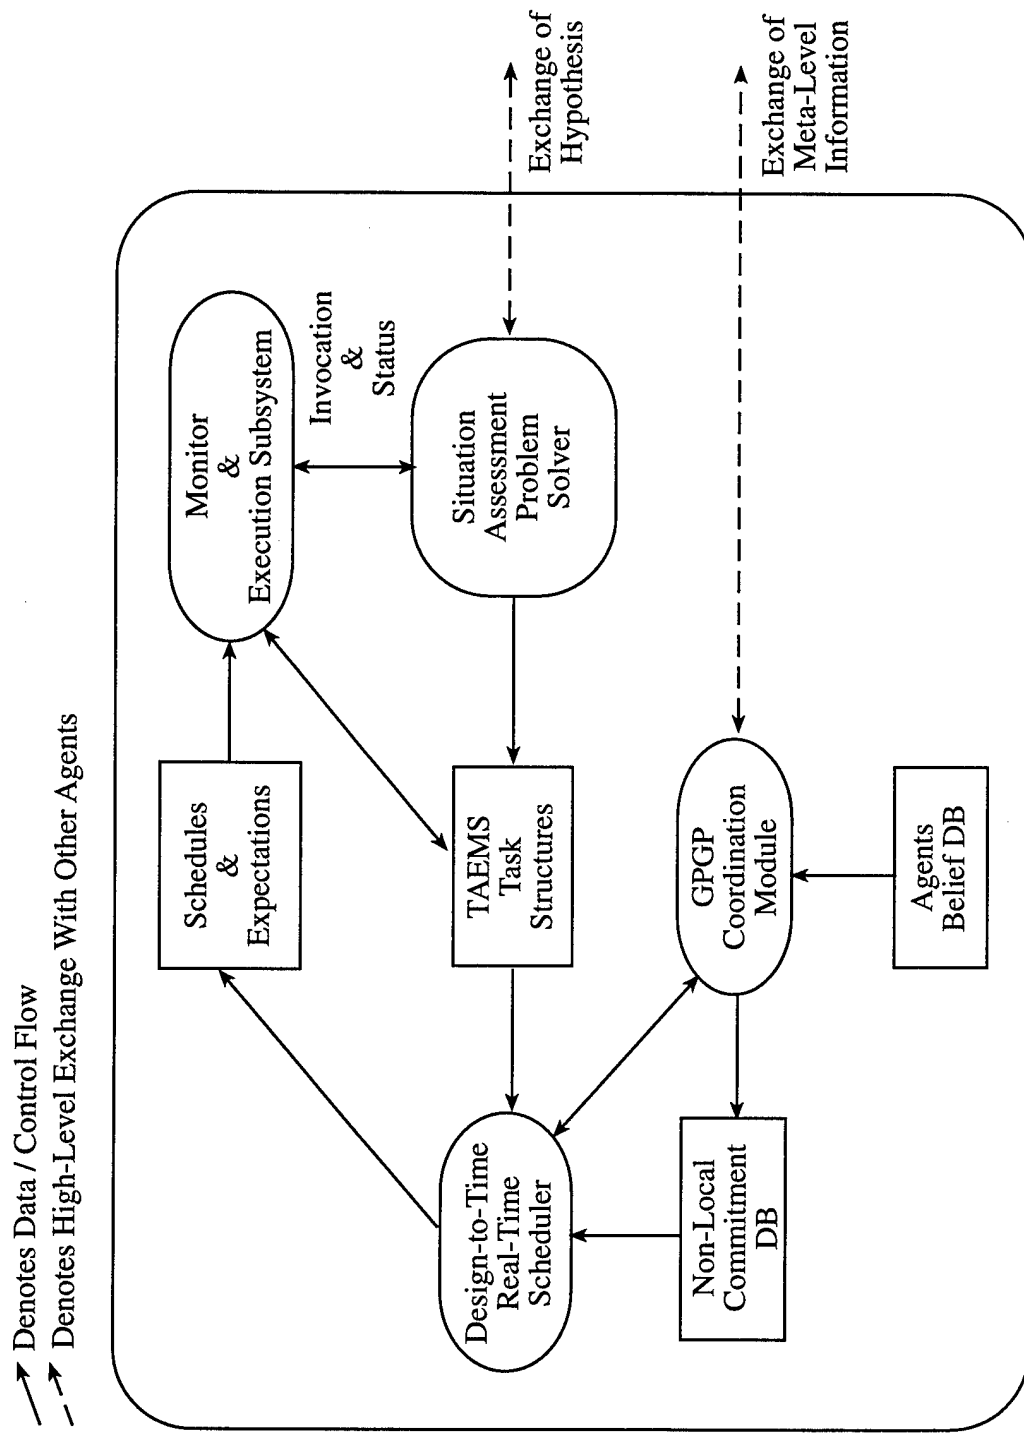 Denotes Data / Control Flow
Denotes High-Level Exchange With Other Agents
Schedules
&
Expectations
Monitor
&
Execution Subsystem
Invocation
&
Status
Design-to-Time
Real-Time
Scheduler
TAEMS
Task
Structures
Situation
Assessment
Problem
Solver
Exchange of
Hypothesis
Non-Local
Commitment
DB
GPGP
Coordination
Module
Exchange of
Meta-Level
Information
Agents
Belief DB